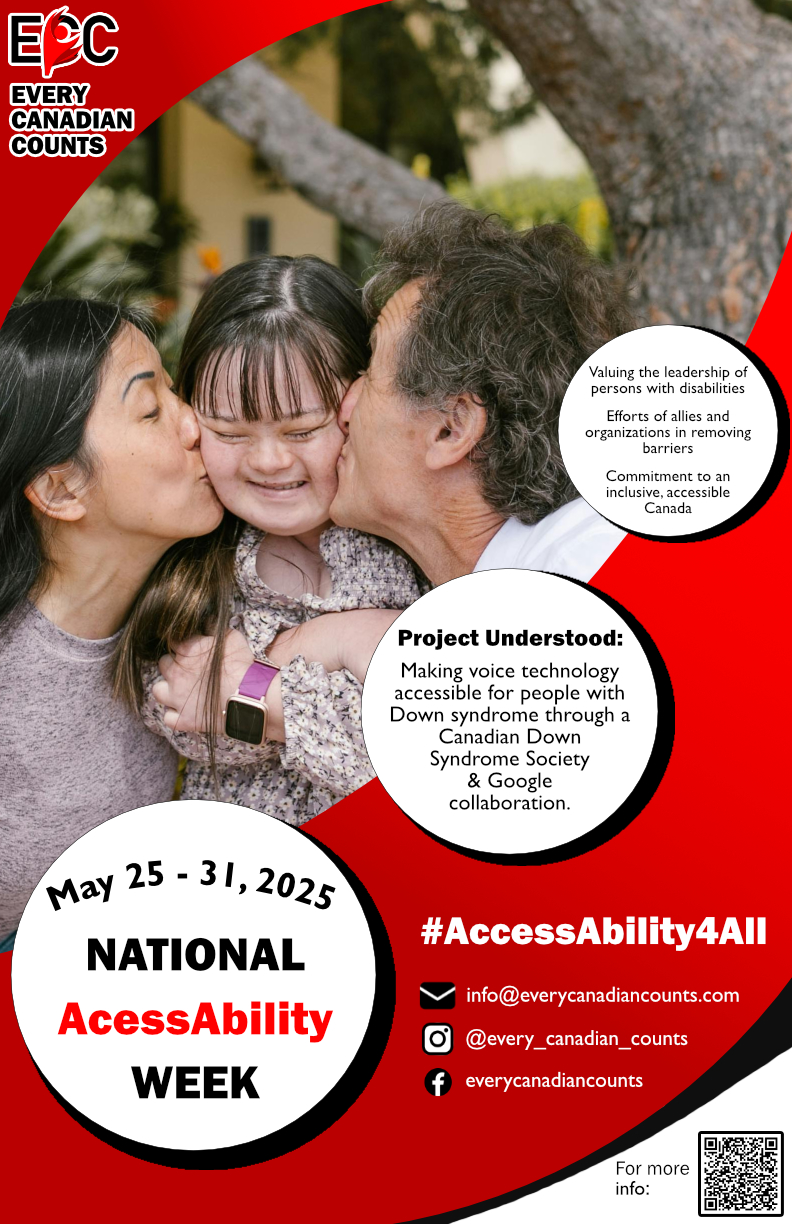 ECC
EVERY
CANADIAN
COUNTS
Valuing the leadership of
persons with disabilities
Efforts of allies and
organizations in removing
barriers
Commitment to an
inclusive, accessible
Canada
Project Understood:
Making voice technology
accessible for people with
Down syndrome through a
Canadian Down
Syndrome Society
& Google
collaboration.
May 25 - 31, 2025
NATIONAL
AcessAbility
WEEK
#AccessAbility4All
info@everycanadiancounts.com
@every_canadian_counts
everycanadiancounts
For more
info: